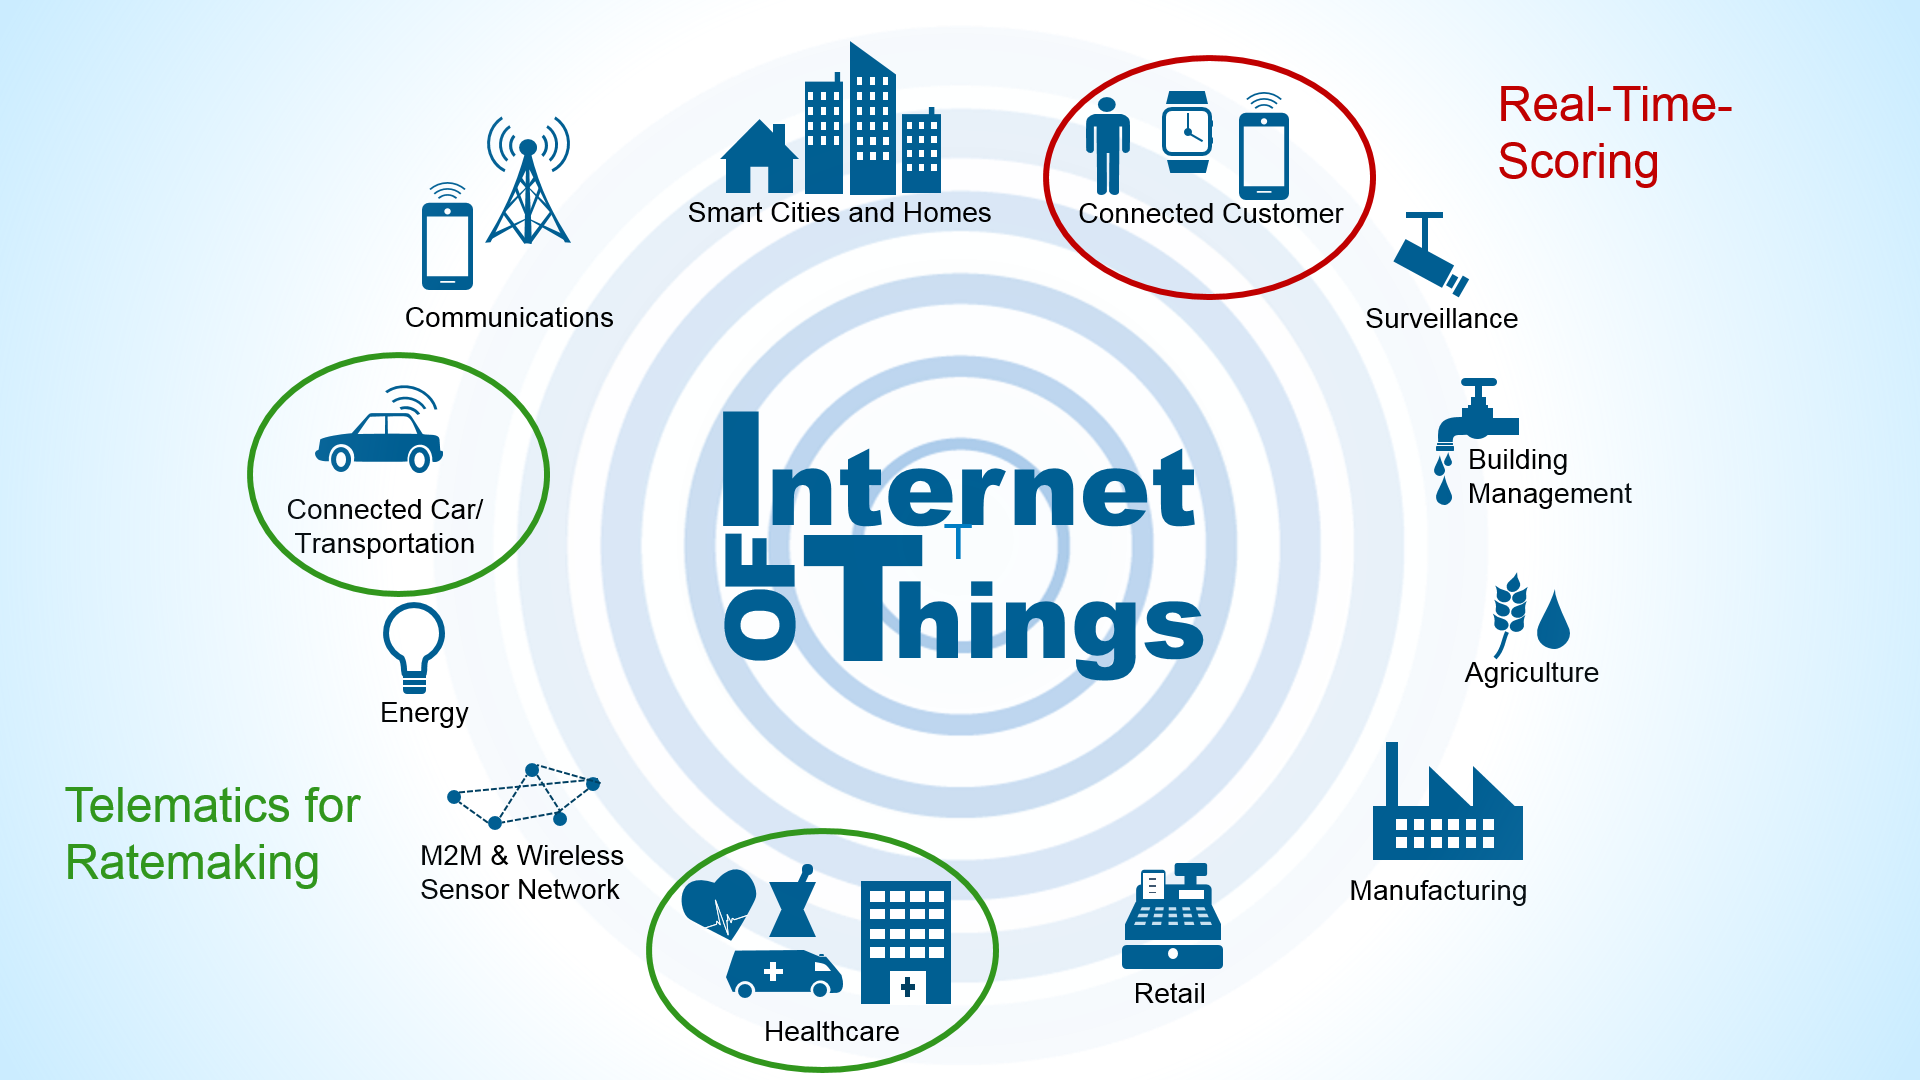 Real-Time-
Scoring
Smart Cities and Homes
Connected Customer
Communications
Surveillance
Connected Car/
Transportation
Building
Management
Internet
OF
T
Things
Energy
Agriculture
Telematics for
Ratemaking
M2M & Wireless
Sensor Network
Manufacturing
Retail
Healthcare